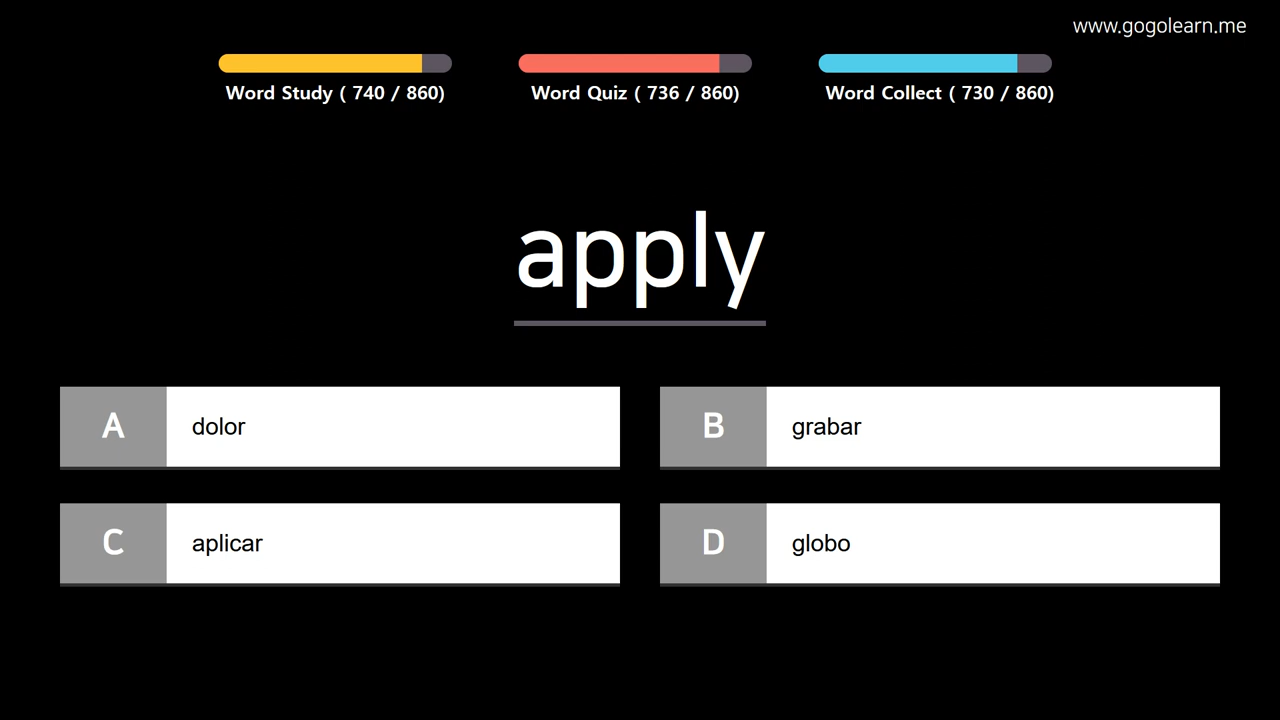 www.gogolearn.me
Word Study ( 740 / 860)
Word Quiz ( 736 / 860)
Word Collect ( 730 / 860)
apply
A dolor
B grabar
C aplicar
D globo